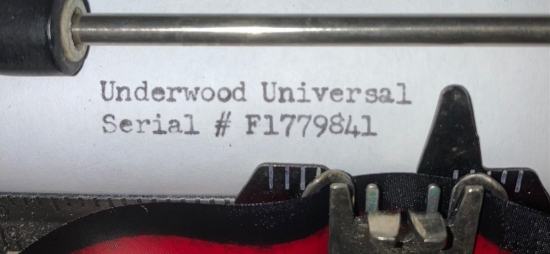 Underwood Universal
Serial # F1779841